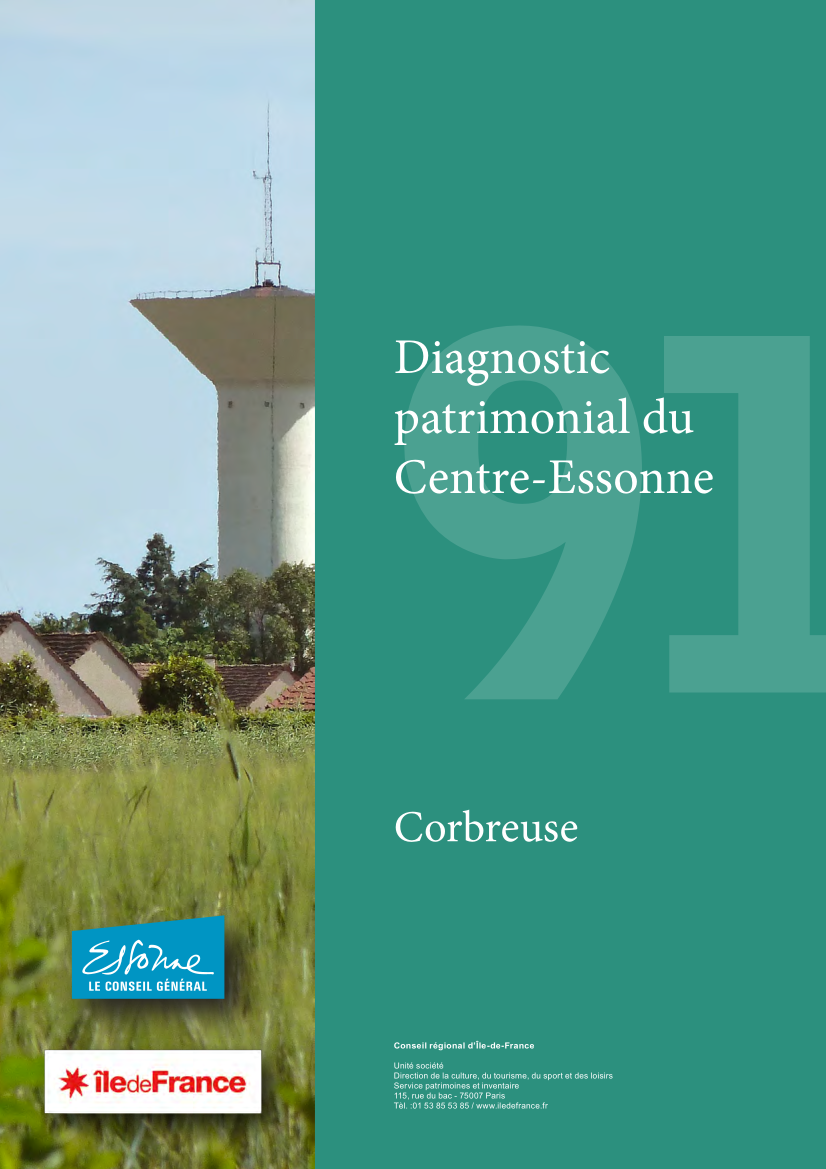 91
Diagnostic
patrimonial du
Centre-Essonne
Corbreuse
Essonne
LE CONSEIL GÉNÉRAL
îledeFrance
Conseil régional d'Île-de-France
Unité société
Direction de la culture, du tourisme, du sport et des loisirs
Service patrimoines et inventaire
115, rue du bac - 75007 Paris
Tèl. :01 53 85 53 85 / www.iledefrance.fr